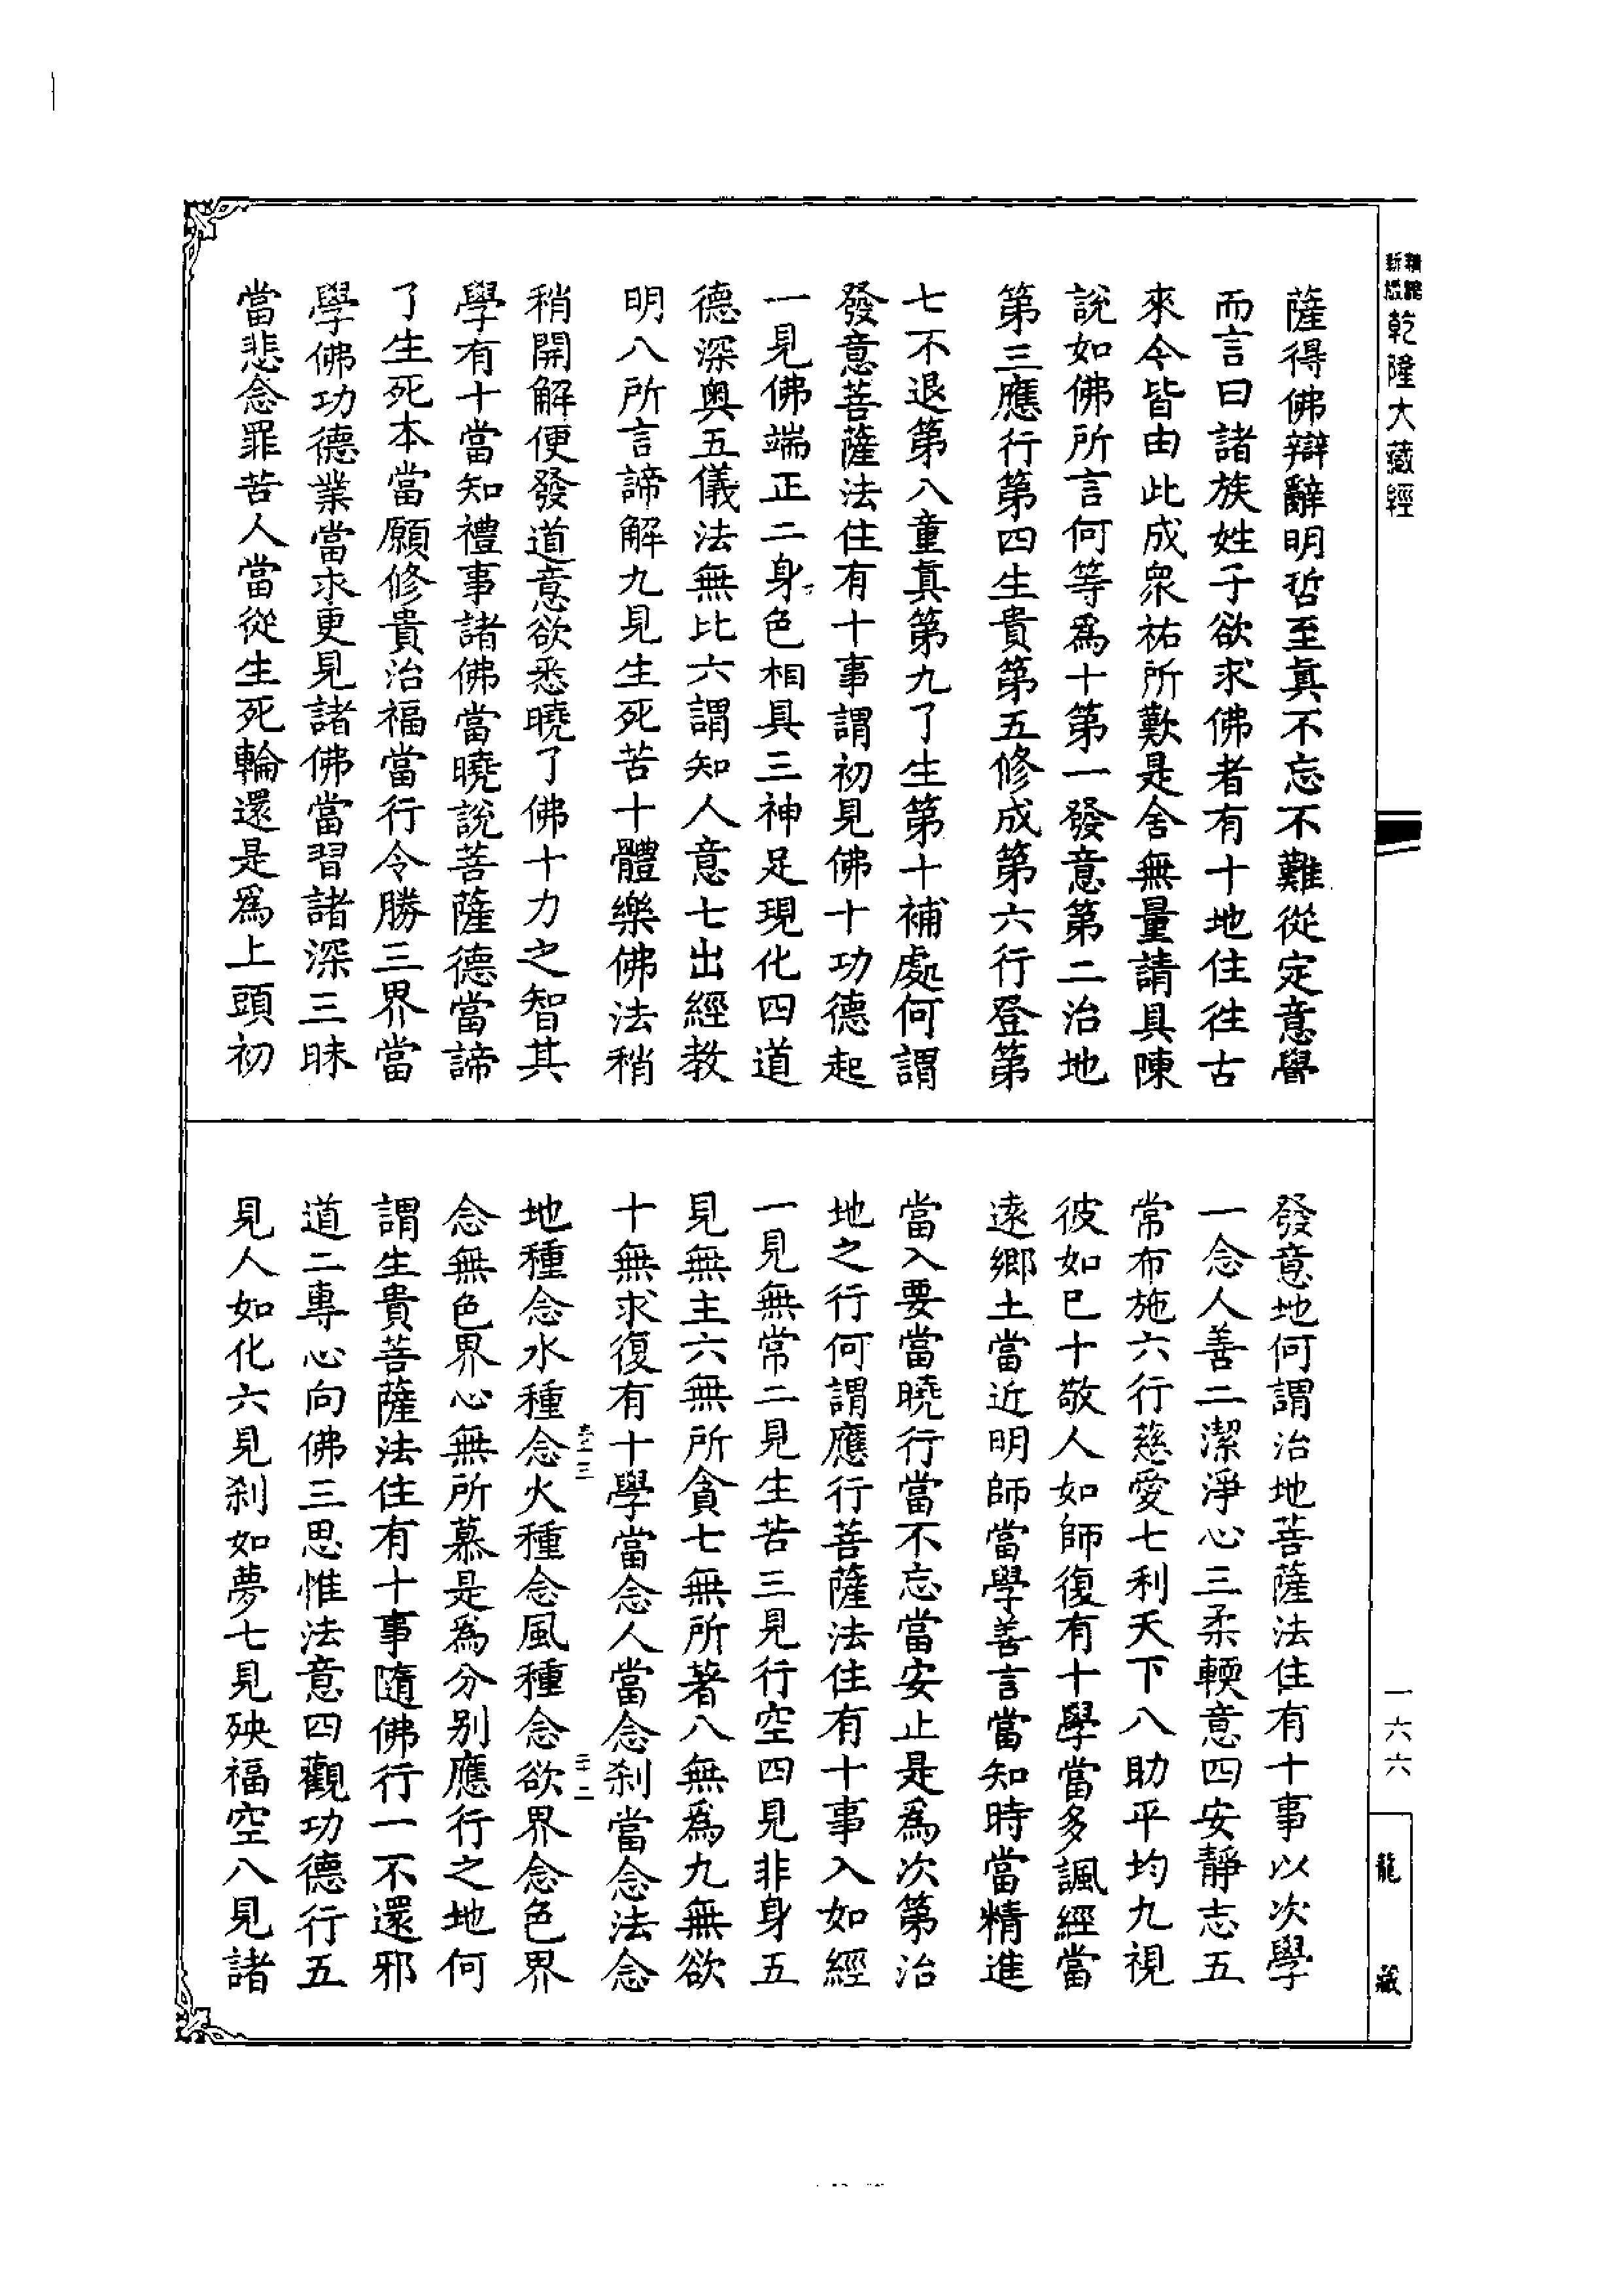 乾隆大藏經
薩得佛辯辭明哲至真不忘不難從定意覺
而言曰諸族姓子欲求佛者有十地住往古
來今皆由此成眾祐所歎是舍無量請具陳
說如佛所言何等為十第一發意第二治地
第三應行第四生貴第五修成第六行登第
七不退第八童真第九了生第十補處何謂
發意菩薩法住有十事謂初見佛十功德起
一見佛端正二身色相具三神足現化四道
德深奧五儀法無比六謂知人意七出經教
明八所言諦解九見生死苦十體樂佛法稍
稍開解便發道意欲悉曉了佛十力之智其
學有十當知禮事諸佛當曉說菩薩德當諦
了生死本當願修貴治福當行令勝三界當
學佛功德業當求更見諸佛當習諸深三昧
當悲念罪苦人當從生死輪還是為上頭初
發意地何謂治地菩薩法住有十事以次學
一念人善二潔淨心三柔輭意四安靜志五
常布施六行慈愛七利天下八助平均九視
彼如已十敬人如師復有十學當多諷經當
遠鄉土當近明師當學善言當知時當精進
當入要當曉行當不忘當安止是為次第治
地之行何謂應行菩薩法住有十事入如經
一見無常二見生苦三見行空四見非身五
見無主六無所貪七無所著八無為九無欲
十無求復有十學當念人當念剎當念法念
地種念水種念火種念風種念欲界念色界
念無色界心無所慕是為分別應行之地何
謂生貴菩薩法住有十事隨佛行一不還邪
道二專心向佛三思惟法意四觀功德行五
見人如化六見剎如夢七見殃福空八見諸
一六六
龍藏